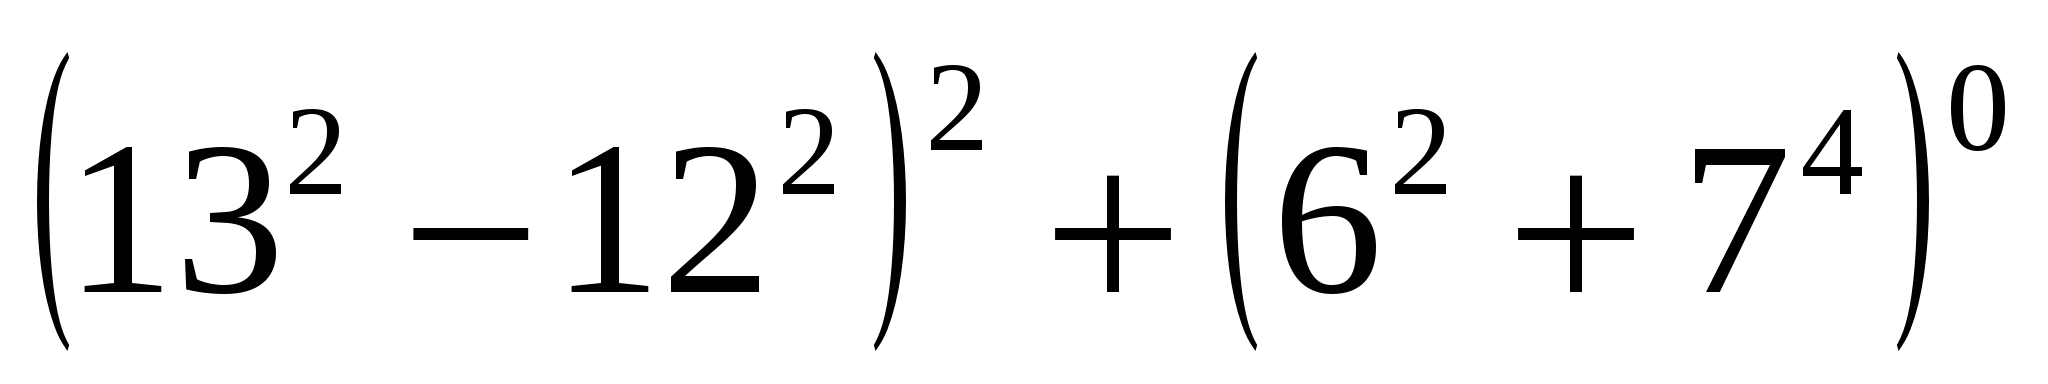 (13² − 12²)² + (6² + 7⁴)⁰